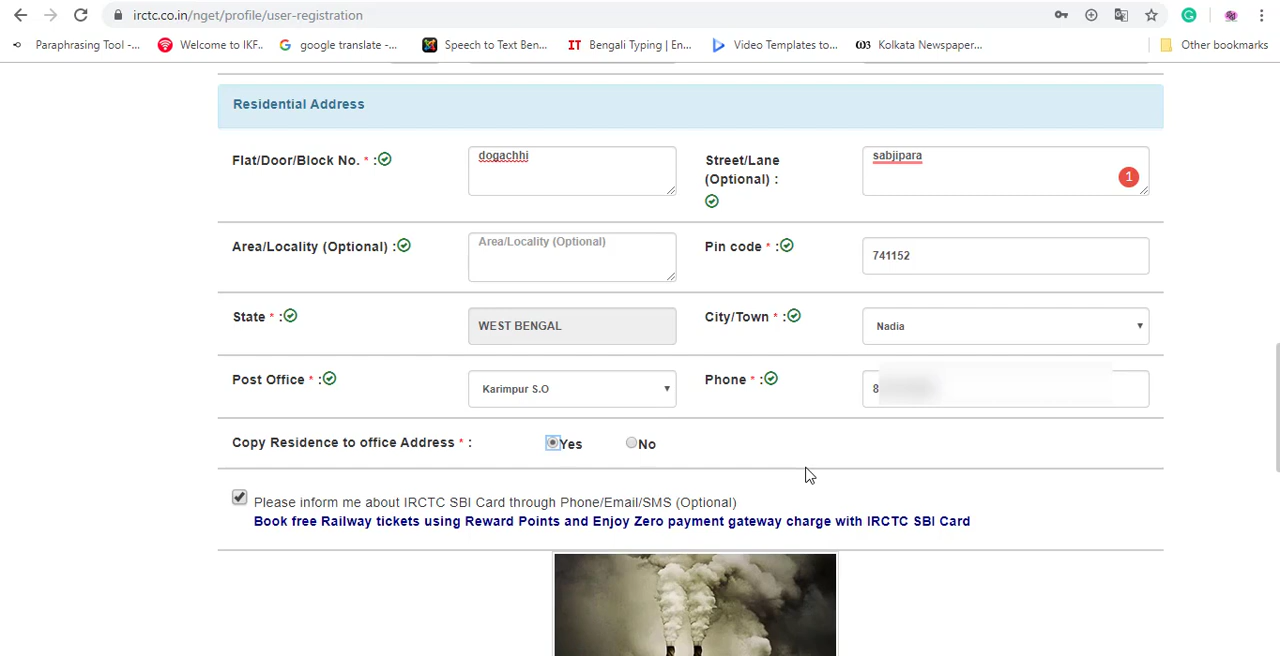 irctc.co.in/nget/profile/user-registration
Paraphrasing Tool -... Welcome to IKF.. google translate -... Speech to Text Ben... IT Bengali Typing | En... Video Templates to... Kolkata Newspaper... Other bookmarks
Residential Address
Flat/Door/Block No. * : dogachhi Street/Lane (Optional) : sabjipara 1
Area/Locality (Optional) : Area/Locality (Optional) Pin code * : 741152
State * : WEST BENGAL City/Town * : Nadia
Post Office * : Karimpur S.O Phone * : 8
Copy Residence to office Address * : Yes No
Please inform me about IRCTC SBI Card through Phone/Email/SMS (Optional)
Book free Railway tickets using Reward Points and Enjoy Zero payment gateway charge with IRCTC SBI Card